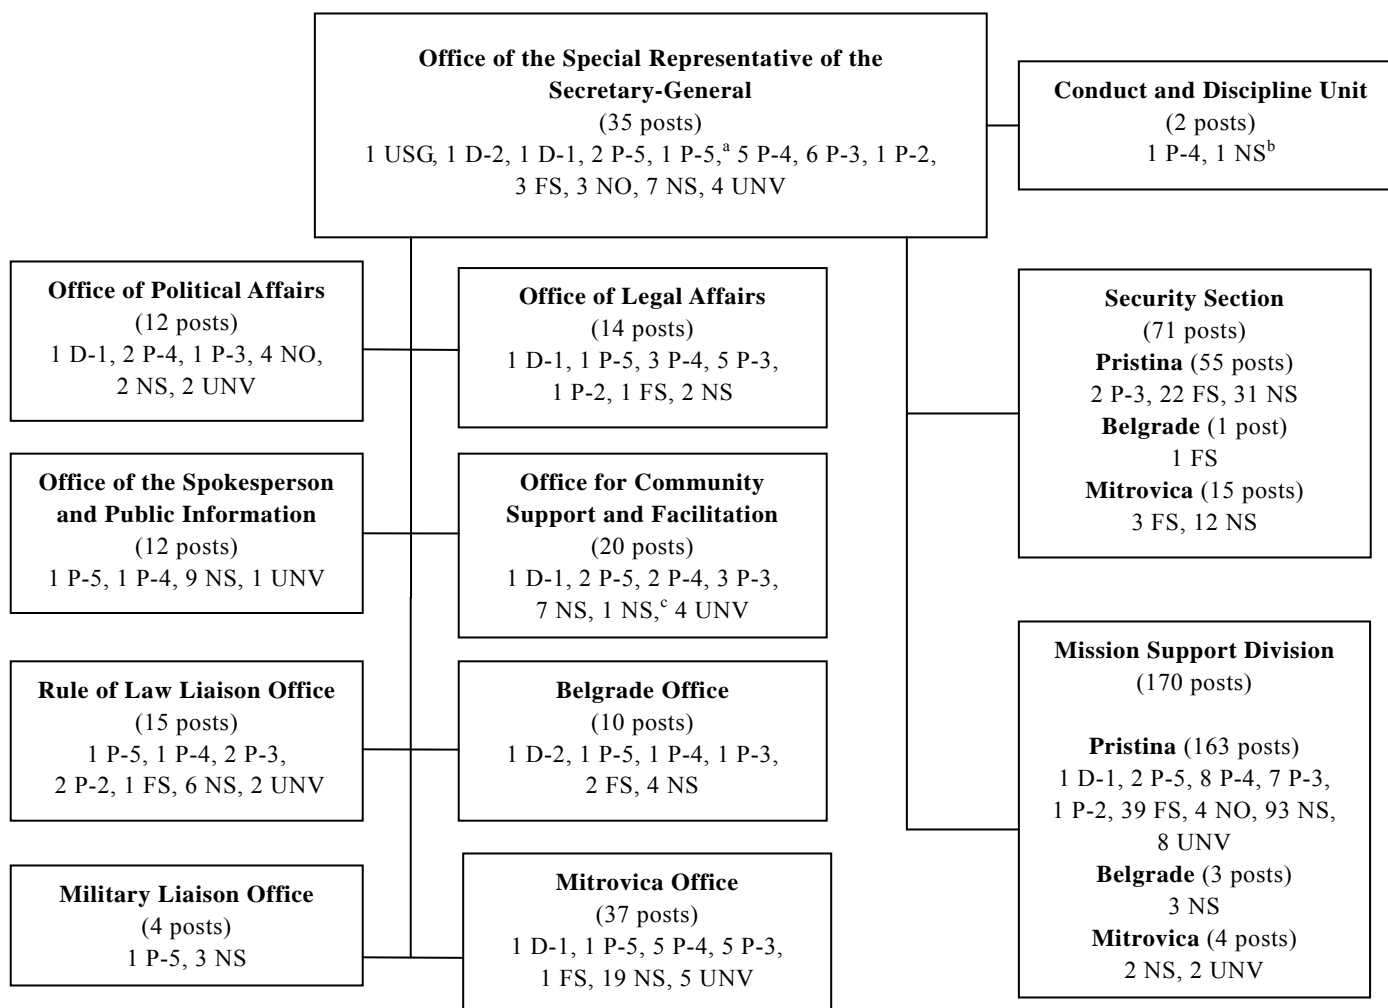 Office of the Special Representative of the
Secretary-General
(35 posts)
1 USG, 1 D-2, 1 D-1, 2 P-5, 1 P-5,a 5 P-4, 6 P-3, 1 P-2,
3 FS, 3 NO, 7 NS, 4 UNV
Conduct and Discipline Unit
(2 posts)
1 P-4, 1 NSb
Office of Political Affairs
(12 posts)
1 D-1, 2 P-4, 1 P-3, 4 NO,
2 NS, 2 UNV
Office of Legal Affairs
(14 posts)
1 D-1, 1 P-5, 3 P-4, 5 P-3,
1 P-2, 1 FS, 2 NS
Security Section
(71 posts)
Pristina (55 posts)
2 P-3, 22 FS, 31 NS
Belgrade (1 post)
1 FS
Mitrovica (15 posts)
3 FS, 12 NS
Office of the Spokesperson
and Public Information
(12 posts)
1 P-5, 1 P-4, 9 NS, 1 UNV
Office for Community
Support and Facilitation
(20 posts)
1 D-1, 2 P-5, 2 P-4, 3 P-3,
7 NS, 1 NS,c 4 UNV
Rule of Law Liaison Office
(15 posts)
1 P-5, 1 P-4, 2 P-3,
2 P-2, 1 FS, 6 NS, 2 UNV
Belgrade Office
(10 posts)
1 D-2, 1 P-5, 1 P-4, 1 P-3,
2 FS, 4 NS
Mission Support Division
(170 posts)
Pristina (163 posts)
1 D-1, 2 P-5, 8 P-4, 7 P-3,
1 P-2, 39 FS, 4 NO, 93 NS,
8 UNV
Belgrade (3 posts)
3 NS
Mitrovica (4 posts)
2 NS, 2 UNV
Military Liaison Office
(4 posts)
1 P-5, 3 NS
Mitrovica Office
(37 posts)
1 D-1, 1 P-5, 5 P-4, 5 P-3,
1 FS, 19 NS, 5 UNV